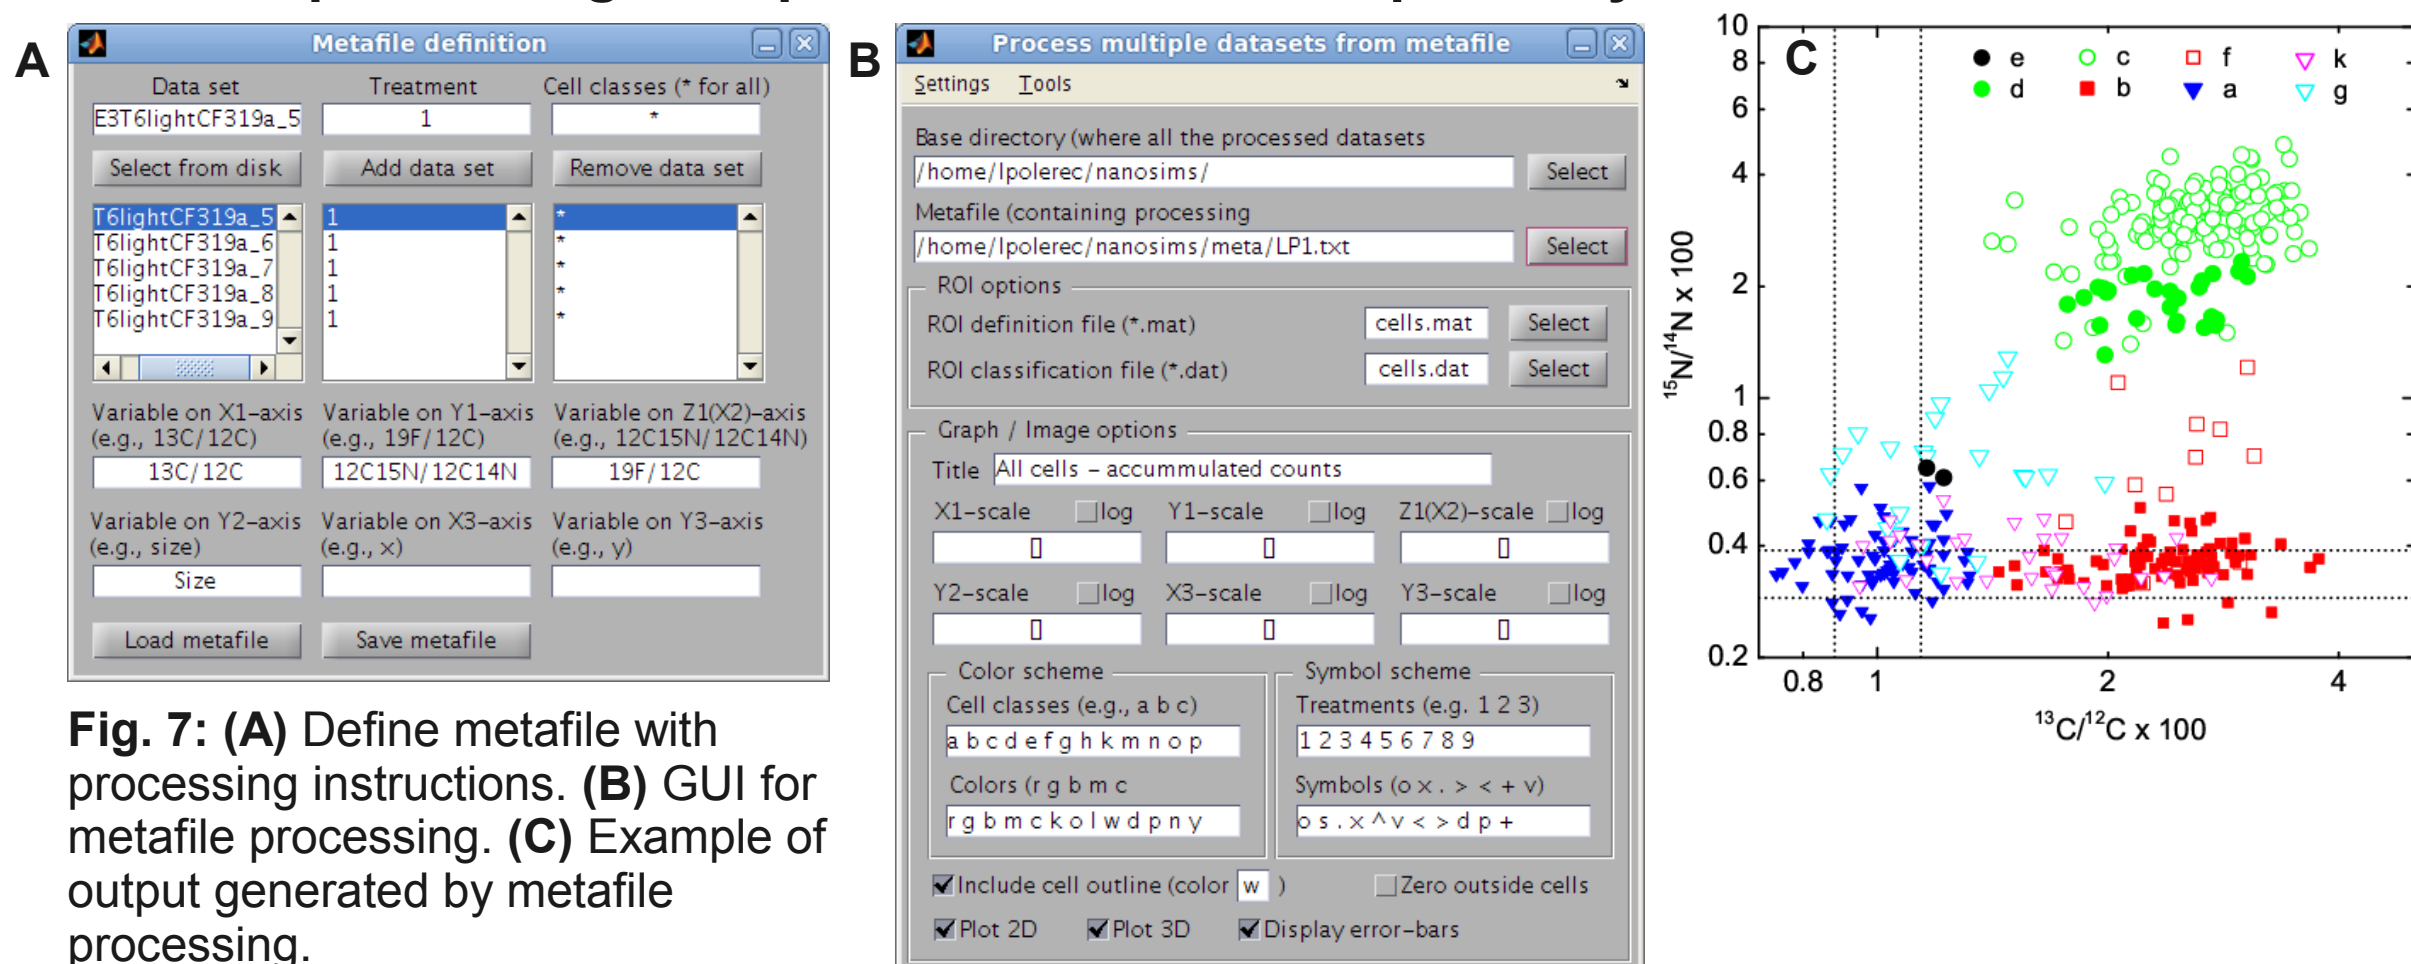 A
Metafile definition
Data set
Treatment
Cell classes (* for all)
E3T6lightCF319a_5
1
*
Select from disk
Add data set
Remove data set
T6lightCF319a_5
1
*
T6lightCF319a_6
1
*
T6lightCF319a_7
1
*
T6lightCF319a_8
1
*
T6lightCF319a_9
1
*
Variable on X1-axis
(e.g., 13C/12C)
Variable on Y1-axis
(e.g., 19F/12C)
Variable on Z1(X2)-axis
(e.g., 12C15N/12C14N)
13C/12C
12C15N/12C14N
19F/12C
Variable on Y2-axis
(e.g., size)
Variable on X3-axis
(e.g., x)
Variable on Y3-axis
(e.g., y)
Size
Load metafile
Save metafile
Fig. 7: (A) Define metafile with
processing instructions. (B) GUI for
metafile processing. (C) Example of
output generated by metafile
processing.
B
Process multiple datasets from metafile
Settings
Tools
Base directory (where all the processed datasets
/home/lpolerec/nanosims/
Select
Metafile (containing processing
/home/lpolerec/nanosims/meta/LP1.txt
Select
ROI options
ROI definition file (*.mat)
cells.mat
Select
ROI classification file (*.dat)
cells.dat
Select
Graph / Image options
Title
All cells - accummulated counts
X1-scale
log
Y1-scale
log
Z1(X2)-scale
log
[]
[]
[]
Y2-scale
log
X3-scale
log
Y3-scale
log
[]
[]
[]
Color scheme
Cell classes (e.g., a b c)
a b c d e f g h k m n o p
Colors (r g b m c
r g b m c k o l w d p n y
Symbol scheme
Treatments (e.g. 1 2 3)
1 2 3 4 5 6 7 8 9
Symbols (o x . > < + v)
o s . x ^ v < > d p +
Include cell outline (color w )
Zero outside cells
Plot 2D
Plot 3D
Display error-bars
C
e
c
f
k
d
b
a
g
10
8
6
4
2
1
0.8
0.6
0.4
0.2
¹⁵N/¹⁴N x 100
0.8
1
2
4
¹³C/¹²C x 100